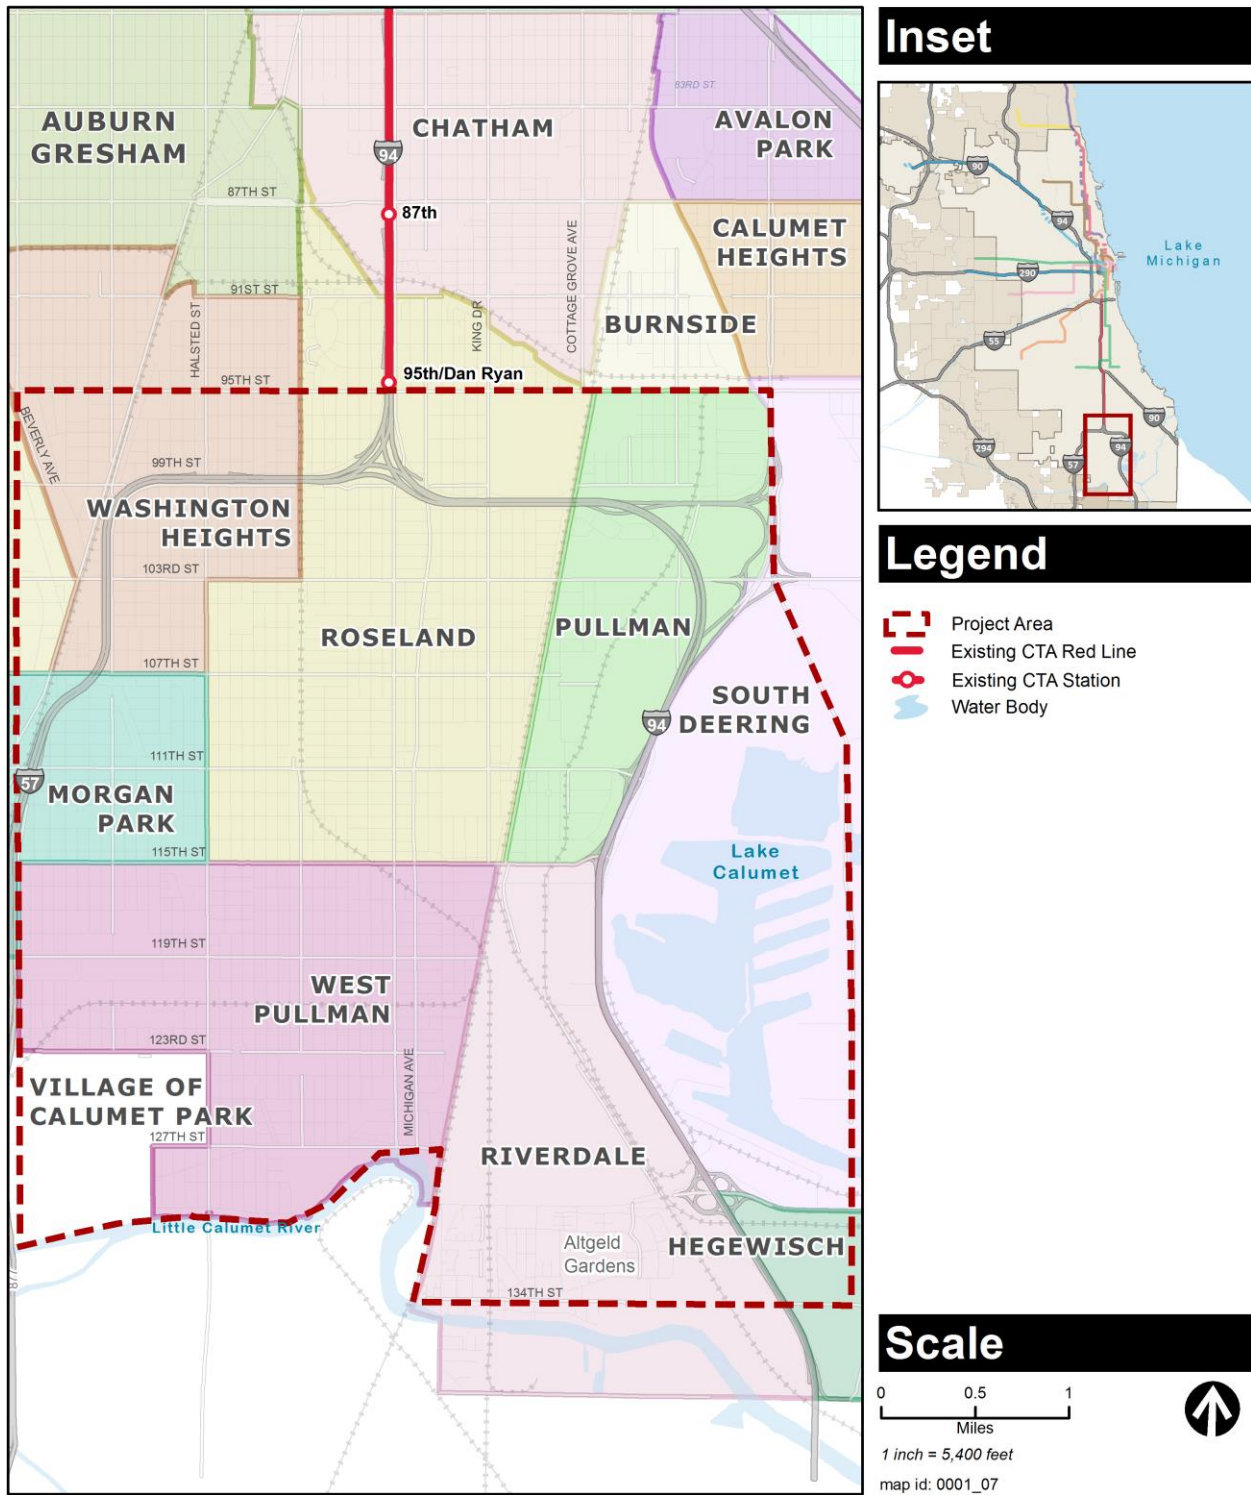 AUBURN
GRESHAM
CHATHAM
94
83RD ST.
AVALON
PARK
87TH ST
87th
CALUMET
HEIGHTS
COTTAGE GROVE AVE
91ST ST
HALSTED ST
KING DR
BURNSIDE
95TH ST
95th/Dan Ryan
BEVERLY AVE
99TH ST
WASHINGTON
HEIGHTS
103RD ST
ROSELAND
PULLMAN
107TH ST
SOUTH
DEERING
94
111TH ST
57
MORGAN
PARK
115TH ST
Lake
Calumet
119TH ST
WEST
PULLMAN
123RD ST
MICHIGAN AVE
VILLAGE OF
CALUMET PARK
127TH ST
RIVERDALE
Little Calumet River
Altgeld
Gardens
HEGEWISCH
134TH ST
Inset
90
94
Lake
Michigan
290
55
90
294
57
94
Legend
Project Area
Existing CTA Red Line
Existing CTA Station
Water Body
Scale
0 0.5 1
Miles
1 inch = 5,400 feet
map id: 0001_07